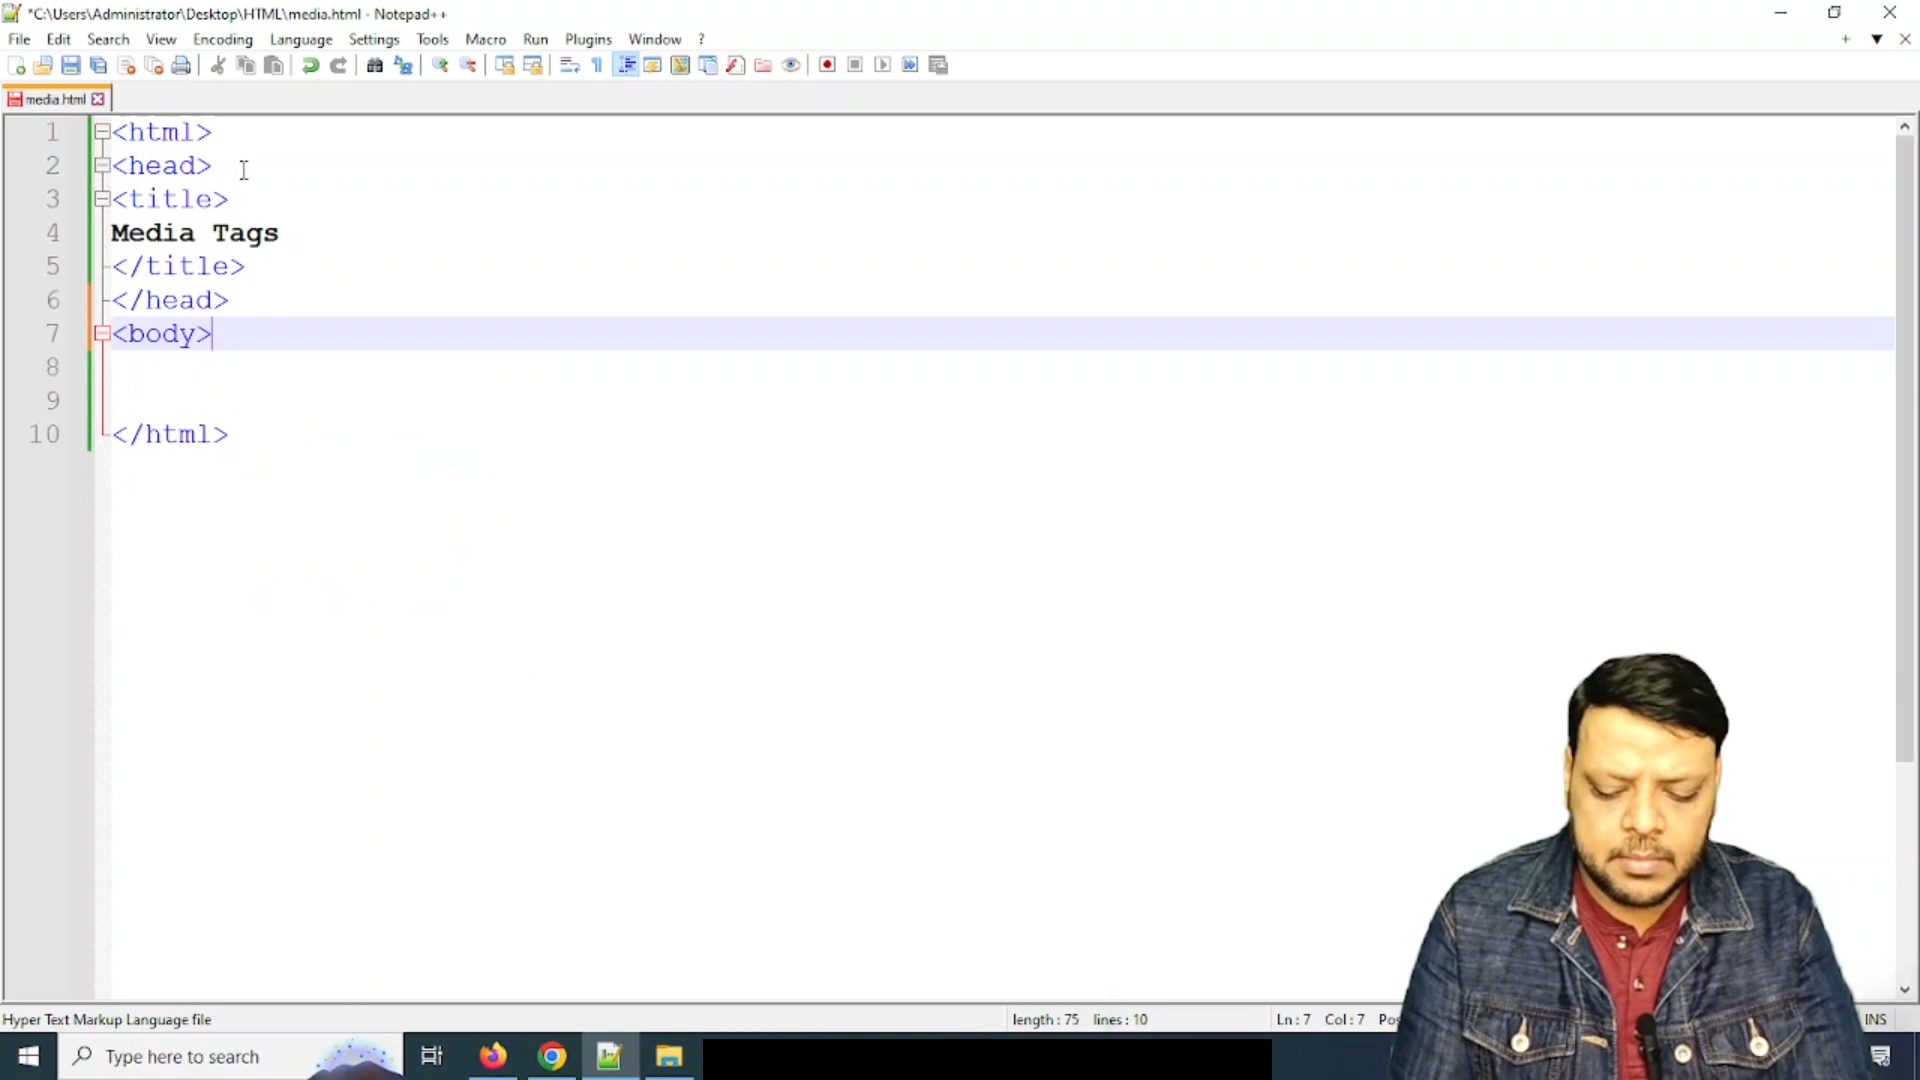 *C:\Users\Administrator\Desktop\HTML\media.html - Notepad++
File Edit Search View Encoding Language Settings Tools Macro Run Plugins Window ?
media.html
1 <html>
2 <head>
3 <title>
4 Media Tags
5 </title>
6 </head>
7 <body>
8
9
10 </html>
Hyper Text Markup Language file length : 75 lines : 10 Ln : 7 Col : 7 Pos INS
Type here to search